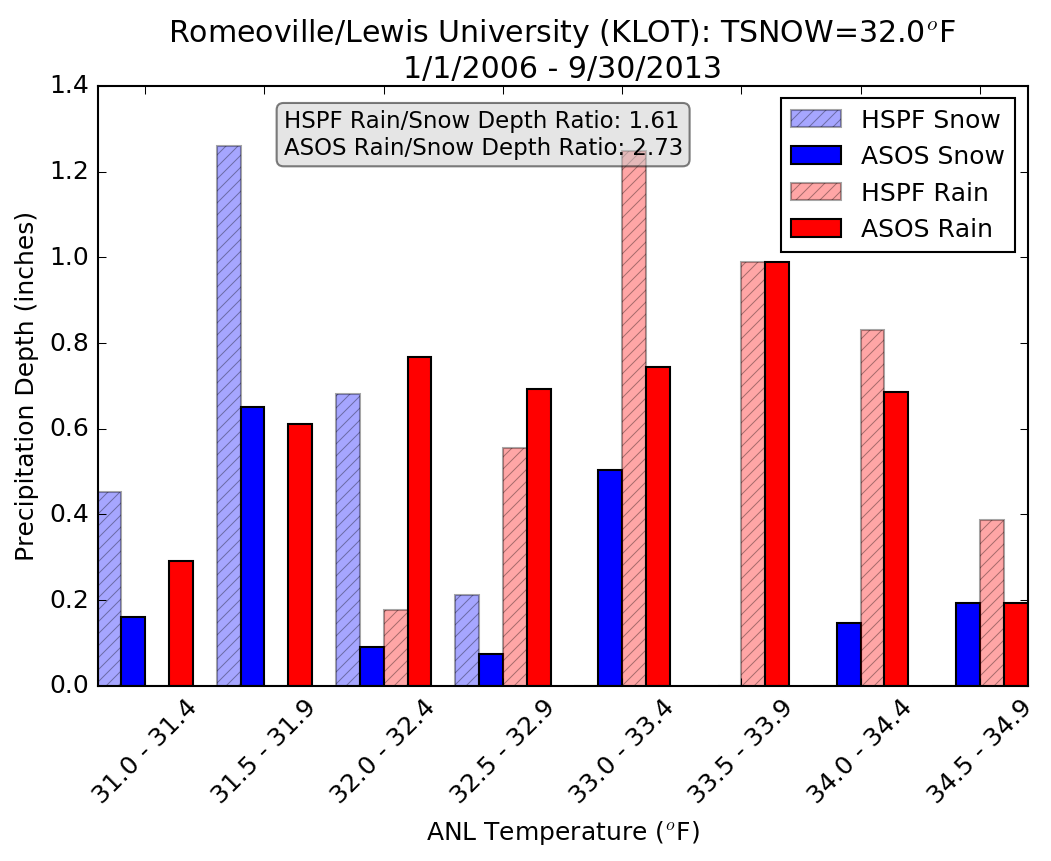 Romeoville/Lewis University (KLOT): TSNOW=32.0°F
1/1/2006 - 9/30/2013
HSPF Rain/Snow Depth Ratio: 1.61
ASOS Rain/Snow Depth Ratio: 2.73
HSPF Snow
ASOS Snow
HSPF Rain
ASOS Rain
Precipitation Depth (inches)
1.4
1.2
1.0
0.8
0.6
0.4
0.2
0.0
31.0 - 31.4
31.5 - 31.9
32.0 - 32.4
32.5 - 32.9
33.0 - 33.4
33.5 - 33.9
34.0 - 34.4
34.5 - 34.9
ANL Temperature (°F)